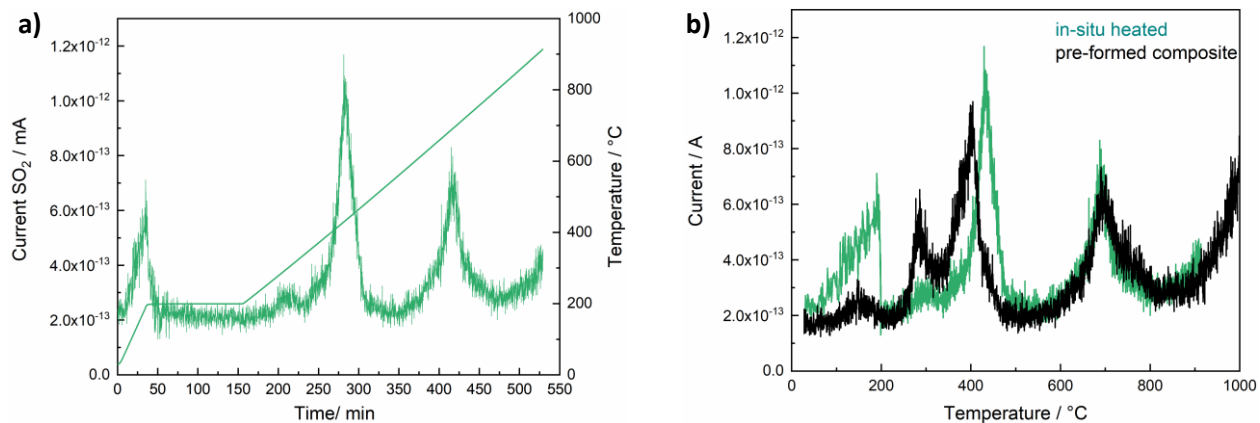 a)
1.2x10⁻¹²
1.0x10⁻¹²
8.0x10⁻¹³
6.0x10⁻¹³
4.0x10⁻¹³
2.0x10⁻¹³
0.0
Current SO₂ / mA
0 50 100 150 200 250 300 350 400 450 500 550
Time/ min
1000
800
600
400
200
0
Temperature / °C
b)
in-situ heated
pre-formed composite
1.2x10⁻¹²
1.0x10⁻¹²
8.0x10⁻¹³
6.0x10⁻¹³
4.0x10⁻¹³
2.0x10⁻¹³
0.0
Current / A
0 200 400 600 800 1000
Temperature / °C